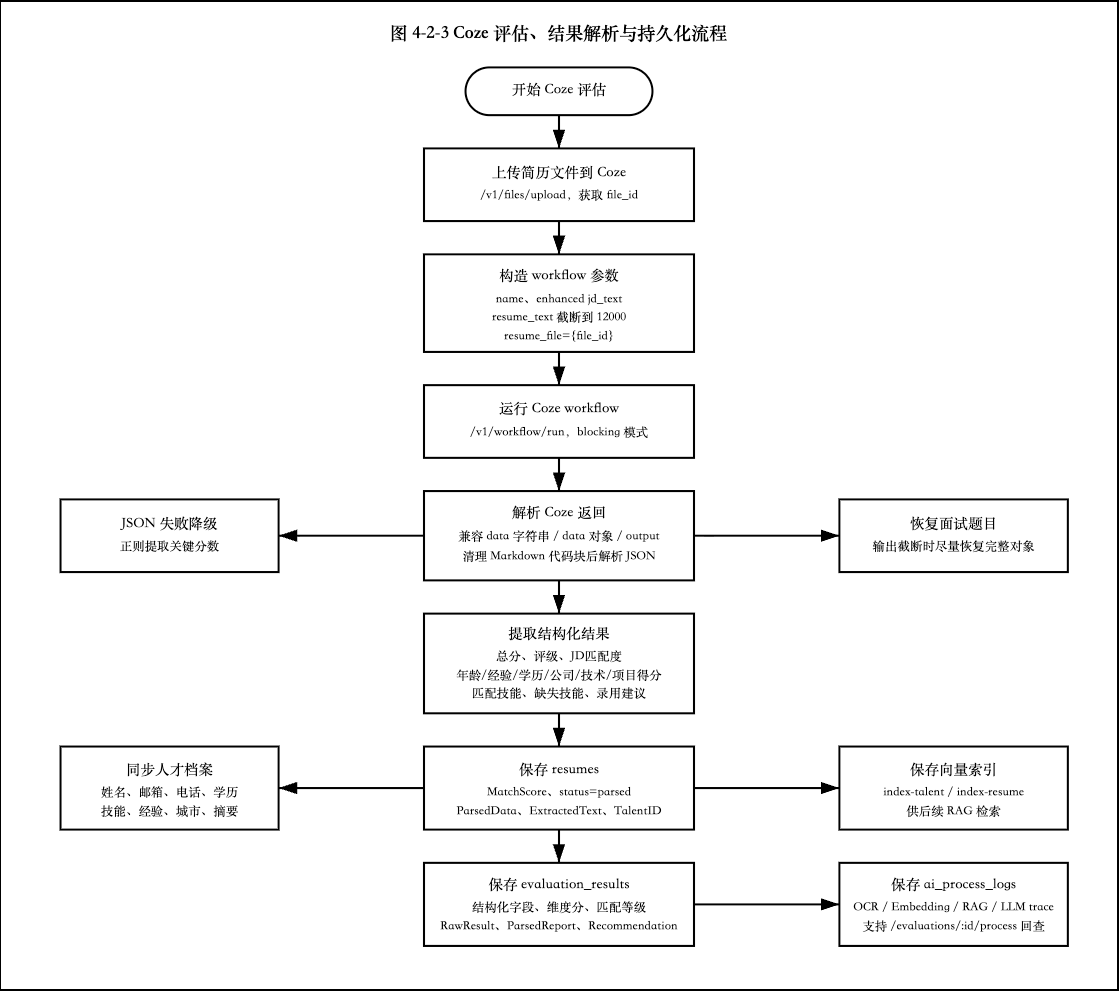 图 4-2-3 Coze 评估、结果解析与持久化流程
开始 Coze 评估
上传简历文件到 Coze
/v1/files/upload，获取 file_id
构造 workflow 参数
name、enhanced jd_text
resume_text 截断到 12000
resume_file={file_id}
运行 Coze workflow
/v1/workflow/run，blocking 模式
JSON 失败降级
正则提取关键分数
解析 Coze 返回
兼容 data 字符串 / data 对象 / output
清理 Markdown 代码块后解析 JSON
恢复面试题目
输出截断时尽量恢复完整对象
提取结构化结果
总分、评级、JD匹配度
年龄/经验/学历/公司/技术/项目得分
匹配技能、缺失技能、录用建议
同步人才档案
姓名、邮箱、电话、学历
技能、经验、城市、摘要
保存 resumes
MatchScore、status=parsed
ParsedData、ExtractedText、TalentID
保存向量索引
index-talent / index-resume
供后续 RAG 检索
保存 evaluation_results
结构化字段、维度分、匹配等级
RawResult、ParsedReport、Recommendation
保存 ai_process_logs
OCR / Embedding / RAG / LLM trace
支持 /evaluations/:id/process 回查